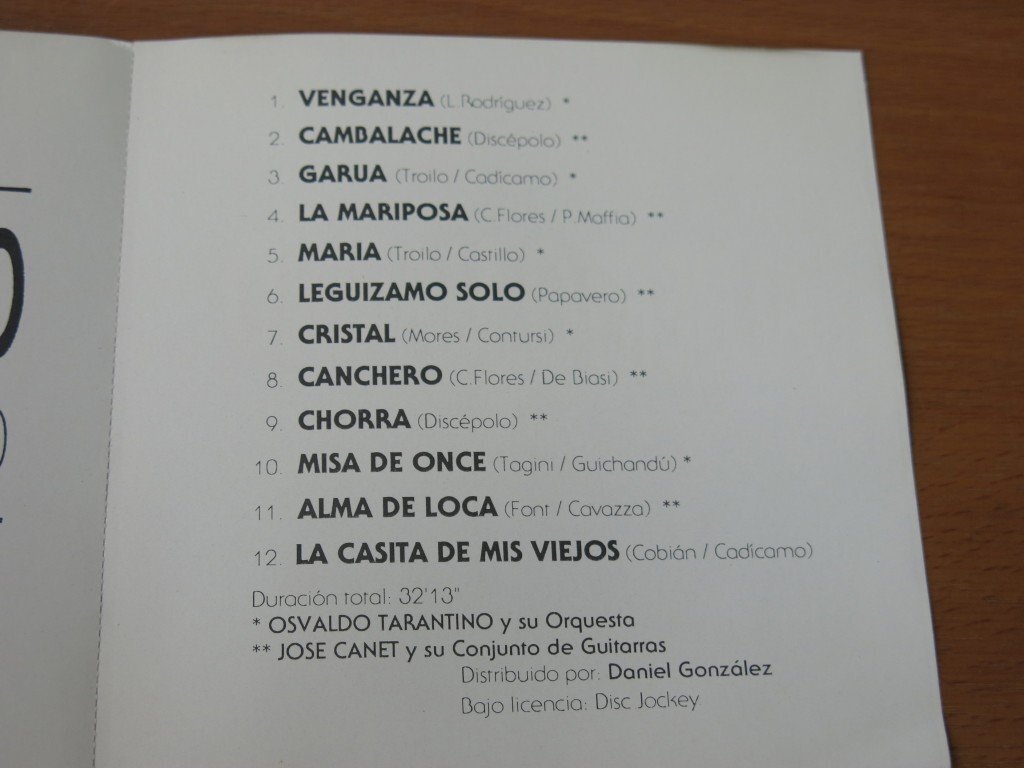 1. VENGANZA (L.Rodríguez) *
2. CAMBALACHE (Discépolo) **
3. GARUA (Troilo / Cadícamo) *
4. LA MARIPOSA (C.Flores / P.Maffia) **
5. MARIA (Troilo / Castillo) *
6. LEGUIZAMO SOLO (Papavero) **
7. CRISTAL (Mores / Contursi) *
8. CANCHERO (C.Flores / De Biasi) **
9. CHORRA (Discépolo) **
10. MISA DE ONCE (Tagini / Guichandú) *
11. ALMA DE LOCA (Font / Cavazza) **
12. LA CASITA DE MIS VIEJOS (Cobián / Cadícamo)
Duración total: 32'13"
* OSVALDO TARANTINO y su Orquesta
** JOSE CANET y su Conjunto de Guitarras
Distribuido por: Daniel González
Bajo licencia: Disc Jockey